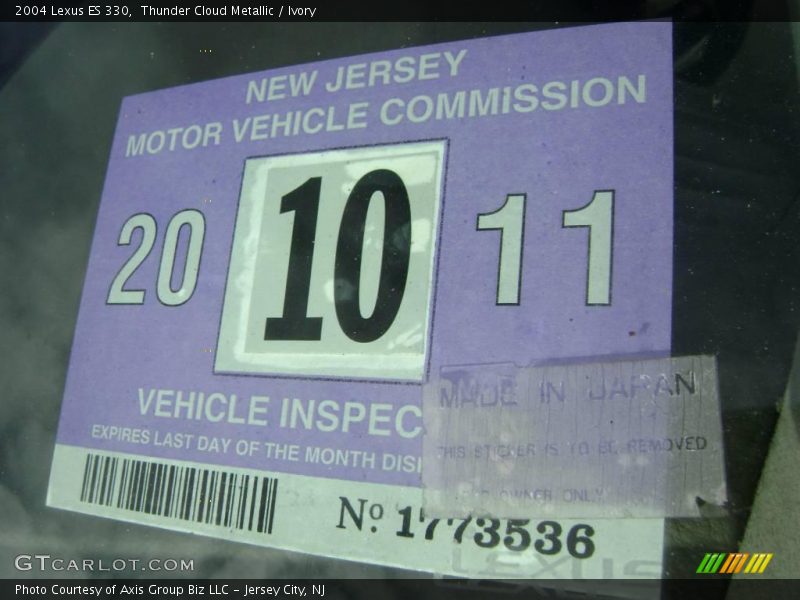 2004 Lexus ES 330,  Thunder Cloud Metallic / Ivory
NEW JERSEY
MOTOR VEHICLE COMMISSION
20 10 11
VEHICLE INSPEC
EXPIRES LAST DAY OF THE MONTH DIS
MADE IN JAPAN
THIS STICKER IS TO BE REMOVED
OWNER ONLY
Nº 1773536
LEXUS
GTCARLOT.COM
Photo Courtesy of Axis Group Biz LLC – Jersey City, NJ